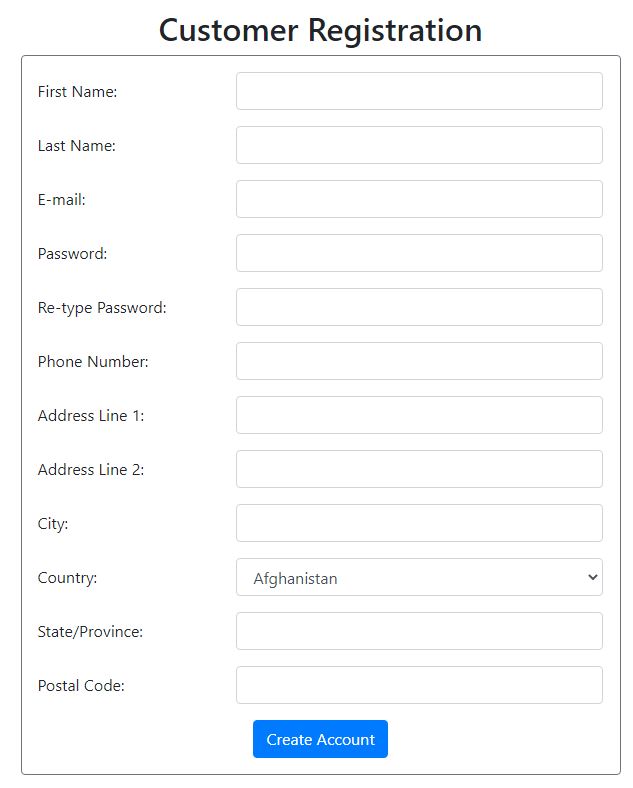 Customer Registration
First Name:
Last Name:
E-mail:
Password:
Re-type Password:
Phone Number:
Address Line 1:
Address Line 2:
City:
Country: Afghanistan
State/Province:
Postal Code:
Create Account